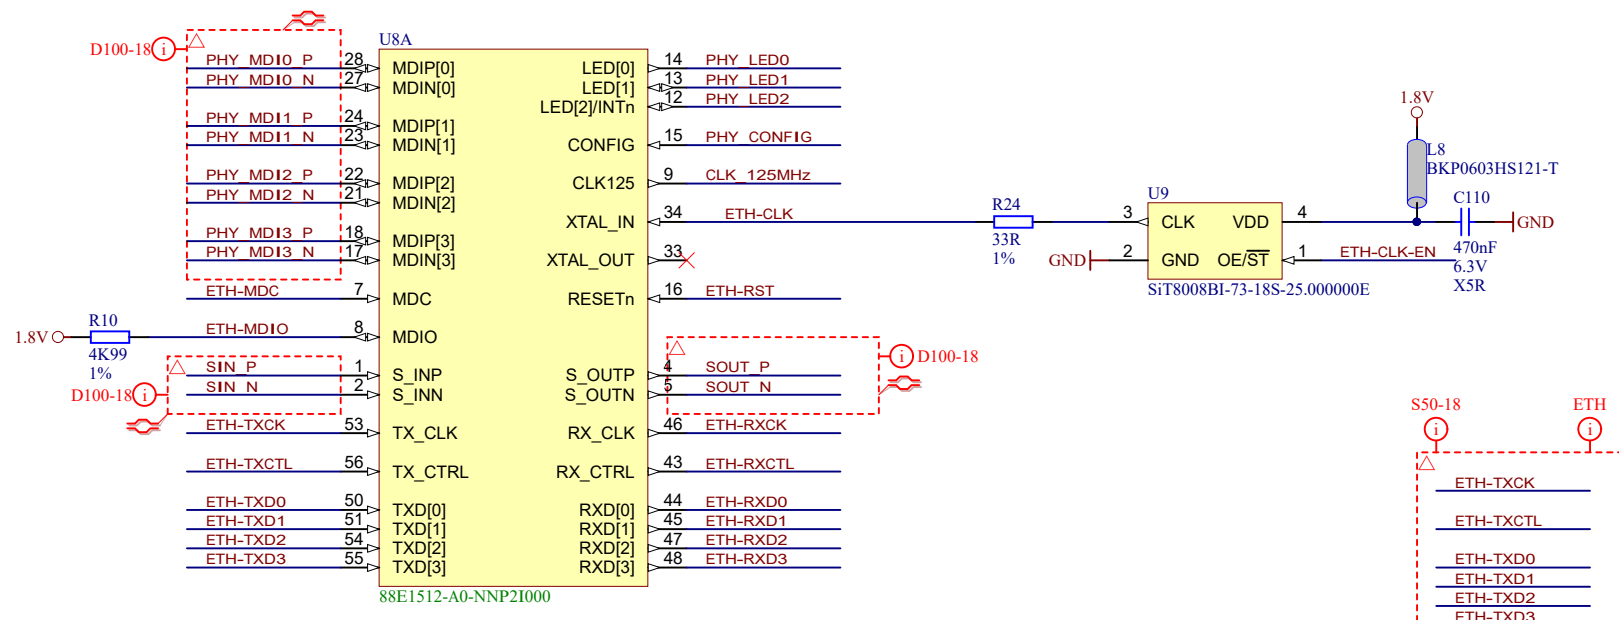 U8A
D100-18 i
PHY_MDI0_P 28 MDIP[0] LED[0] 14 PHY_LED0
PHY_MDI0_N 27 MDIN[0] LED[1] 13 PHY_LED1
LED[2]/INTn 12 PHY_LED2
PHY_MDI1_P 24 MDIP[1]
PHY_MDI1_N 23 MDIN[1] CONFIG 15 PHY_CONFIG
PHY_MDI2_P 22 MDIP[2] CLK125 9 CLK_125MHz
PHY_MDI2_N 21 MDIN[2]
XTAL_IN 34 ETH-CLK
PHY_MDI3_P 18 MDIP[3]
PHY_MDI3_N 17 MDIN[3] XTAL_OUT 33
ETH-MDC 7 MDC RESETn 16 ETH-RST
1.8V R10 ETH-MDIO 8 MDIO
4K99
1%
SIN_P 1 S_INP S_OUTP 4 SOUT_P
SIN_N 2 S_INN S_OUTN 5 SOUT_N
D100-18 i
i D100-18
ETH-TXCK 53 TX_CLK RX_CLK 46 ETH-RXCK
ETH-TXCTL 56 TX_CTRL RX_CTRL 43 ETH-RXCTL
ETH-TXD0 50 TXD[0] RXD[0] 44 ETH-RXD0
ETH-TXD1 51 TXD[1] RXD[1] 45 ETH-RXD1
ETH-TXD2 54 TXD[2] RXD[2] 47 ETH-RXD2
ETH-TXD3 55 TXD[3] RXD[3] 48 ETH-RXD3
88E1512-A0-NNP2I000
R24
33R
1%
1.8V
L8
BKP0603HS121-T
U9
3 CLK VDD 4
GND 2 GND OE/ST 1 ETH-CLK-EN
SiT8008BI-73-18S-25.000000E
C110
GND
470nF
6.3V
X5R
S50-18 ETH
i i
ETH-TXCK
ETH-TXCTL
ETH-TXD0
ETH-TXD1
ETH-TXD2
ETH-TXD3